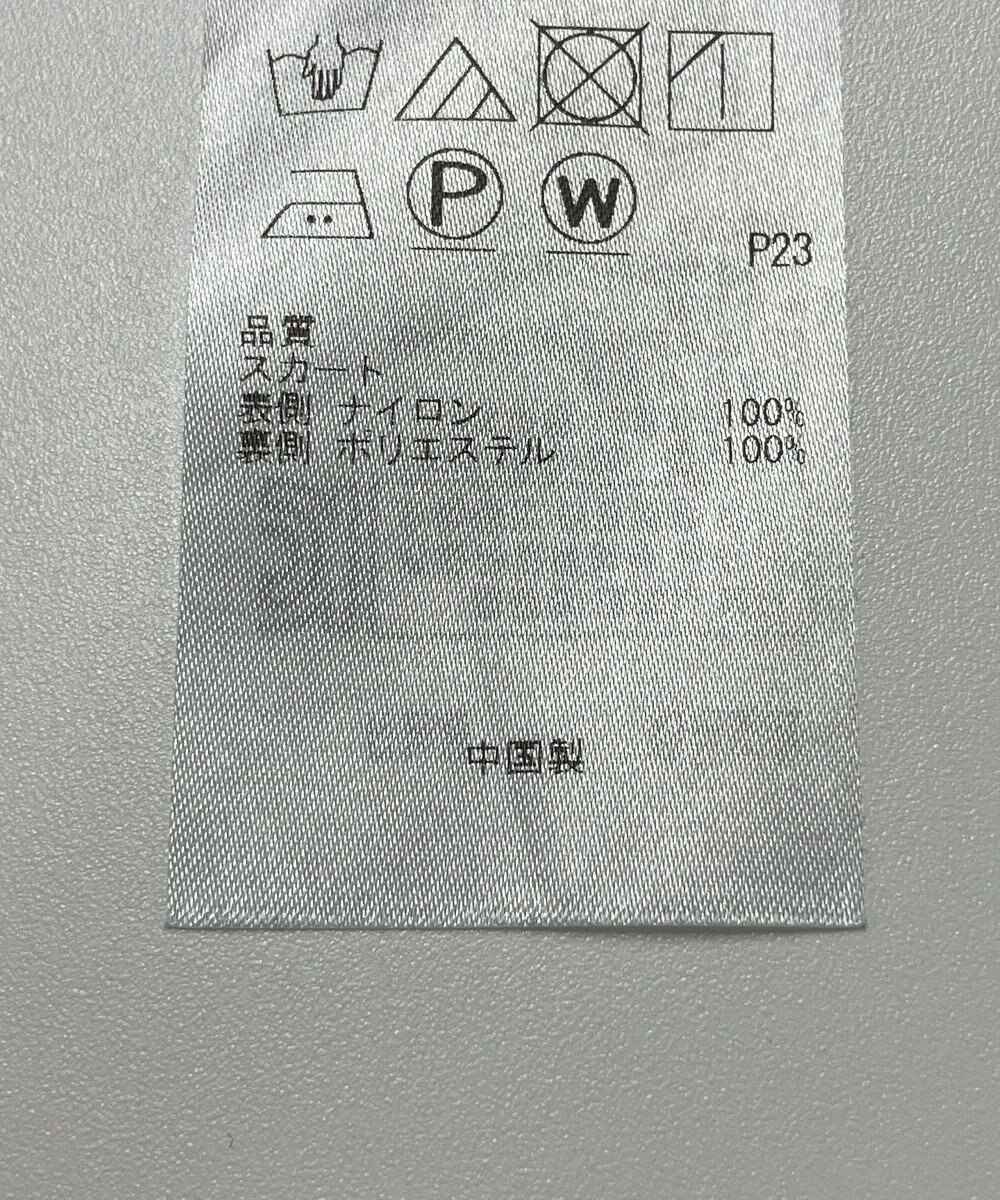 P W
P23
品質
スカート
表側 ナイロン 100%
裏側 ポリエステル 100%
中国製